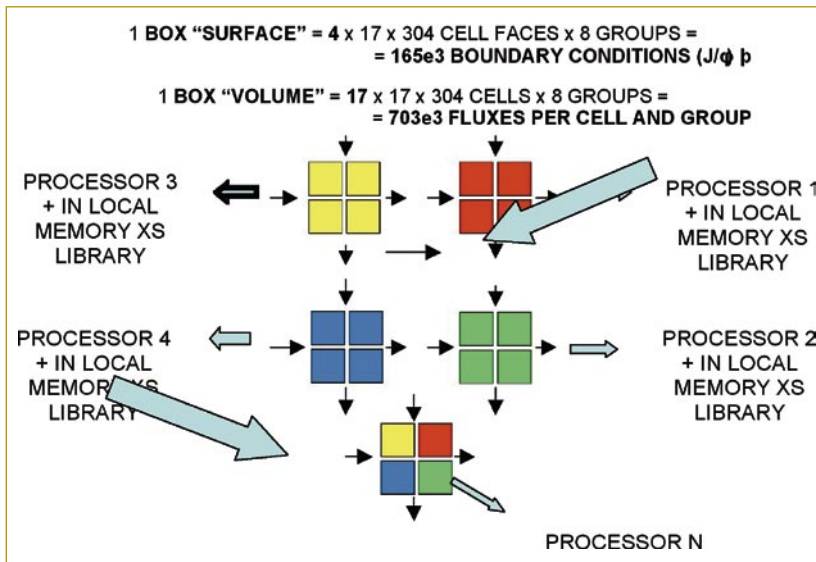 1 BOX “SURFACE” = 4 x 17 x 304 CELL FACES x 8 GROUPS =
= 165e3 BOUNDARY CONDITIONS (J/φ)
1 BOX “VOLUME” = 17 x 17 x 304 CELLS x 8 GROUPS =
= 703e3 FLUXES PER CELL AND GROUP
PROCESSOR 3
+ IN LOCAL
MEMORY XS
LIBRARY
PROCESSOR 1
+ IN LOCAL
MEMORY XS
LIBRARY
PROCESSOR 4
+ IN LOCAL
MEMORY XS
LIBRARY
PROCESSOR 2
+ IN LOCAL
MEMORY XS
LIBRARY
PROCESSOR N